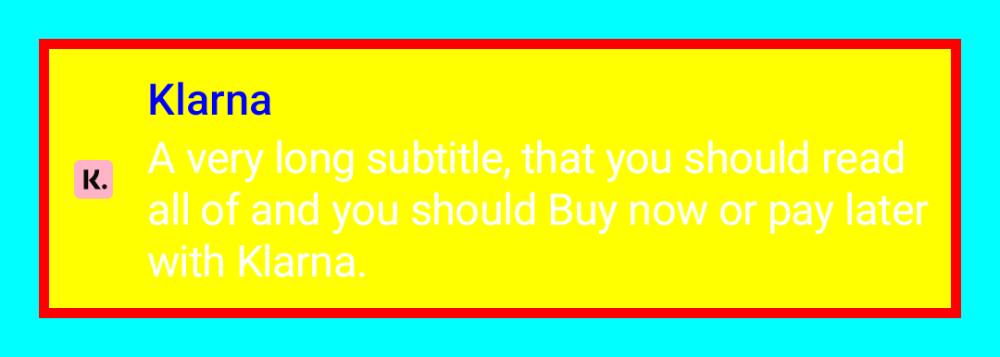 Klarna
K.
A very long subtitle, that you should read
all of and you should Buy now or pay later
with Klarna.